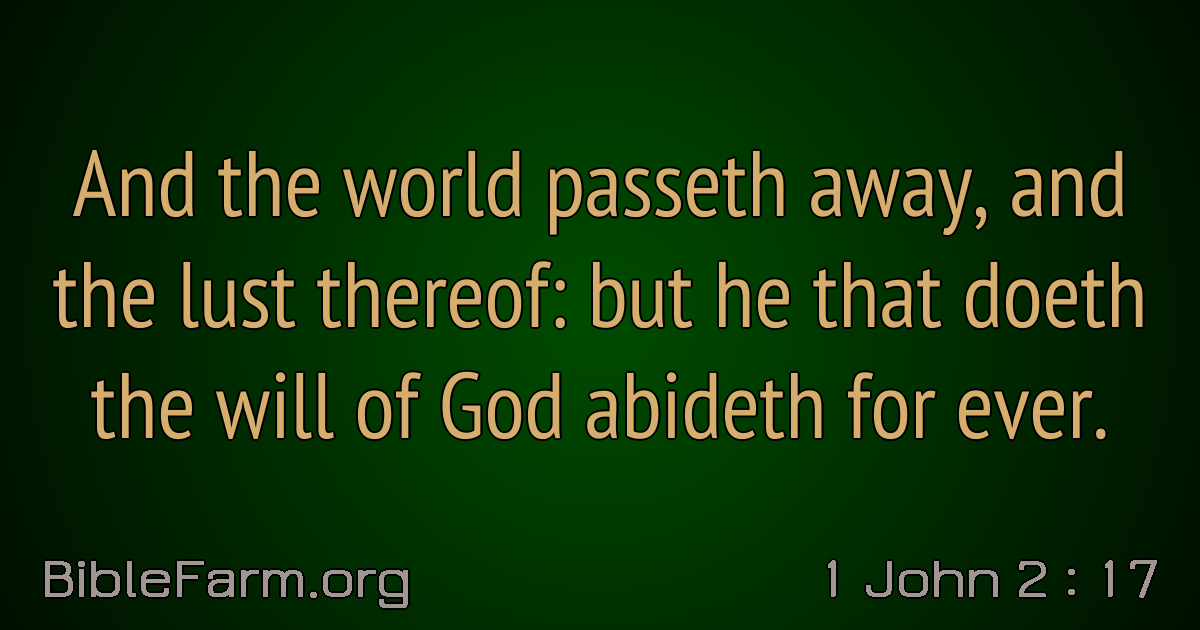 And the world passeth away, and
the lust thereof: but he that doeth
the will of God abideth for ever.
BibleFarm.org
1 John 2 : 17